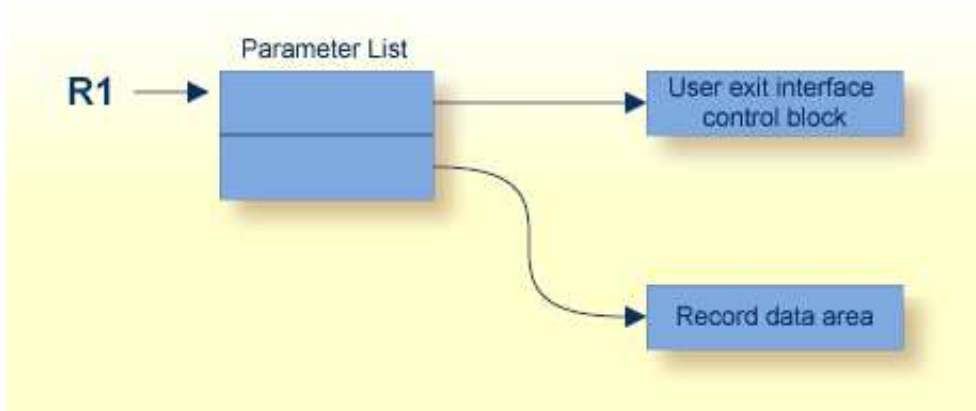 Parameter List
R1
User exit interface
control block
Record data area